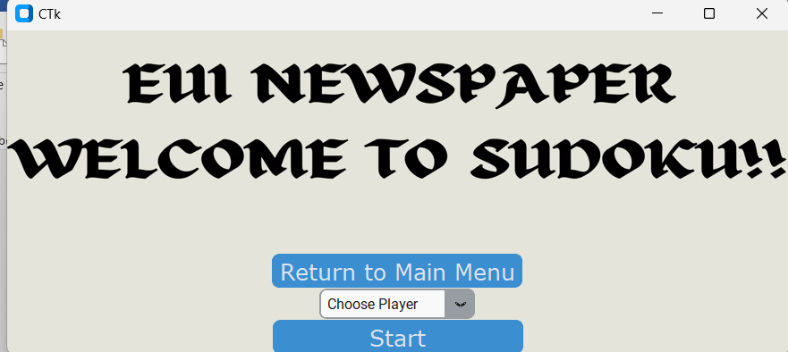 CTk
EUI NEWSPAPER
WELCOME TO SUDOKU!!
Return to Main Menu
Choose Player
Start